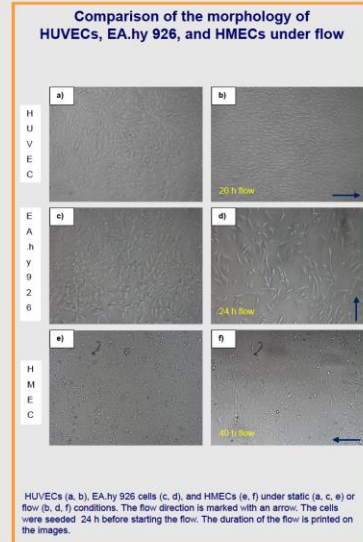 Comparison of the morphology of
HUVECs, EA.hy 926, and HMECs under flow
H
U
V
E
C
a)
b)
20 h flow
E
A
.h
y
9
2
6
c)
d)
24 h flow
H
M
E
C
e)
f)
40 h flow
HUVECs (a, b), EA.hy 926 cells (c, d), and HMECs (e, f) under static (a, c, e) or
flow (b, d, f) conditions. The flow direction is marked with an arrow. The cells
were seeded 24 h before starting the flow. The duration of the flow is printed on
the images.